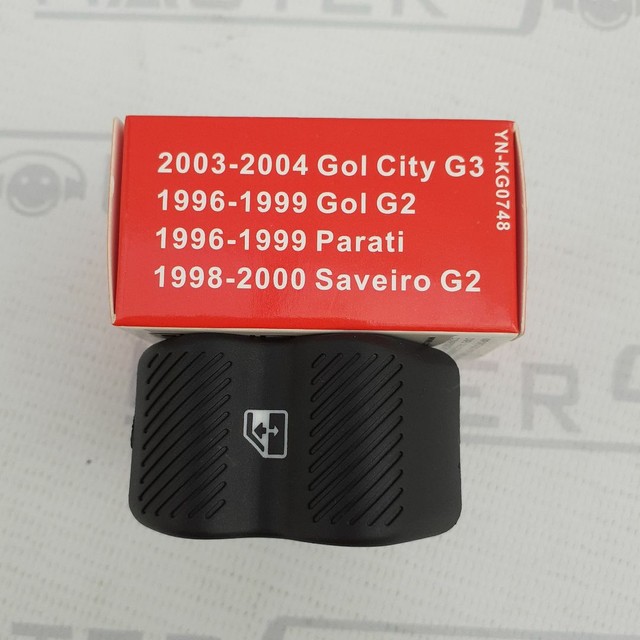 2003-2004 Gol City G3
1996-1999 Gol G2
1996-1999 Parati
1998-2000 Saveiro G2
YN-KG0748